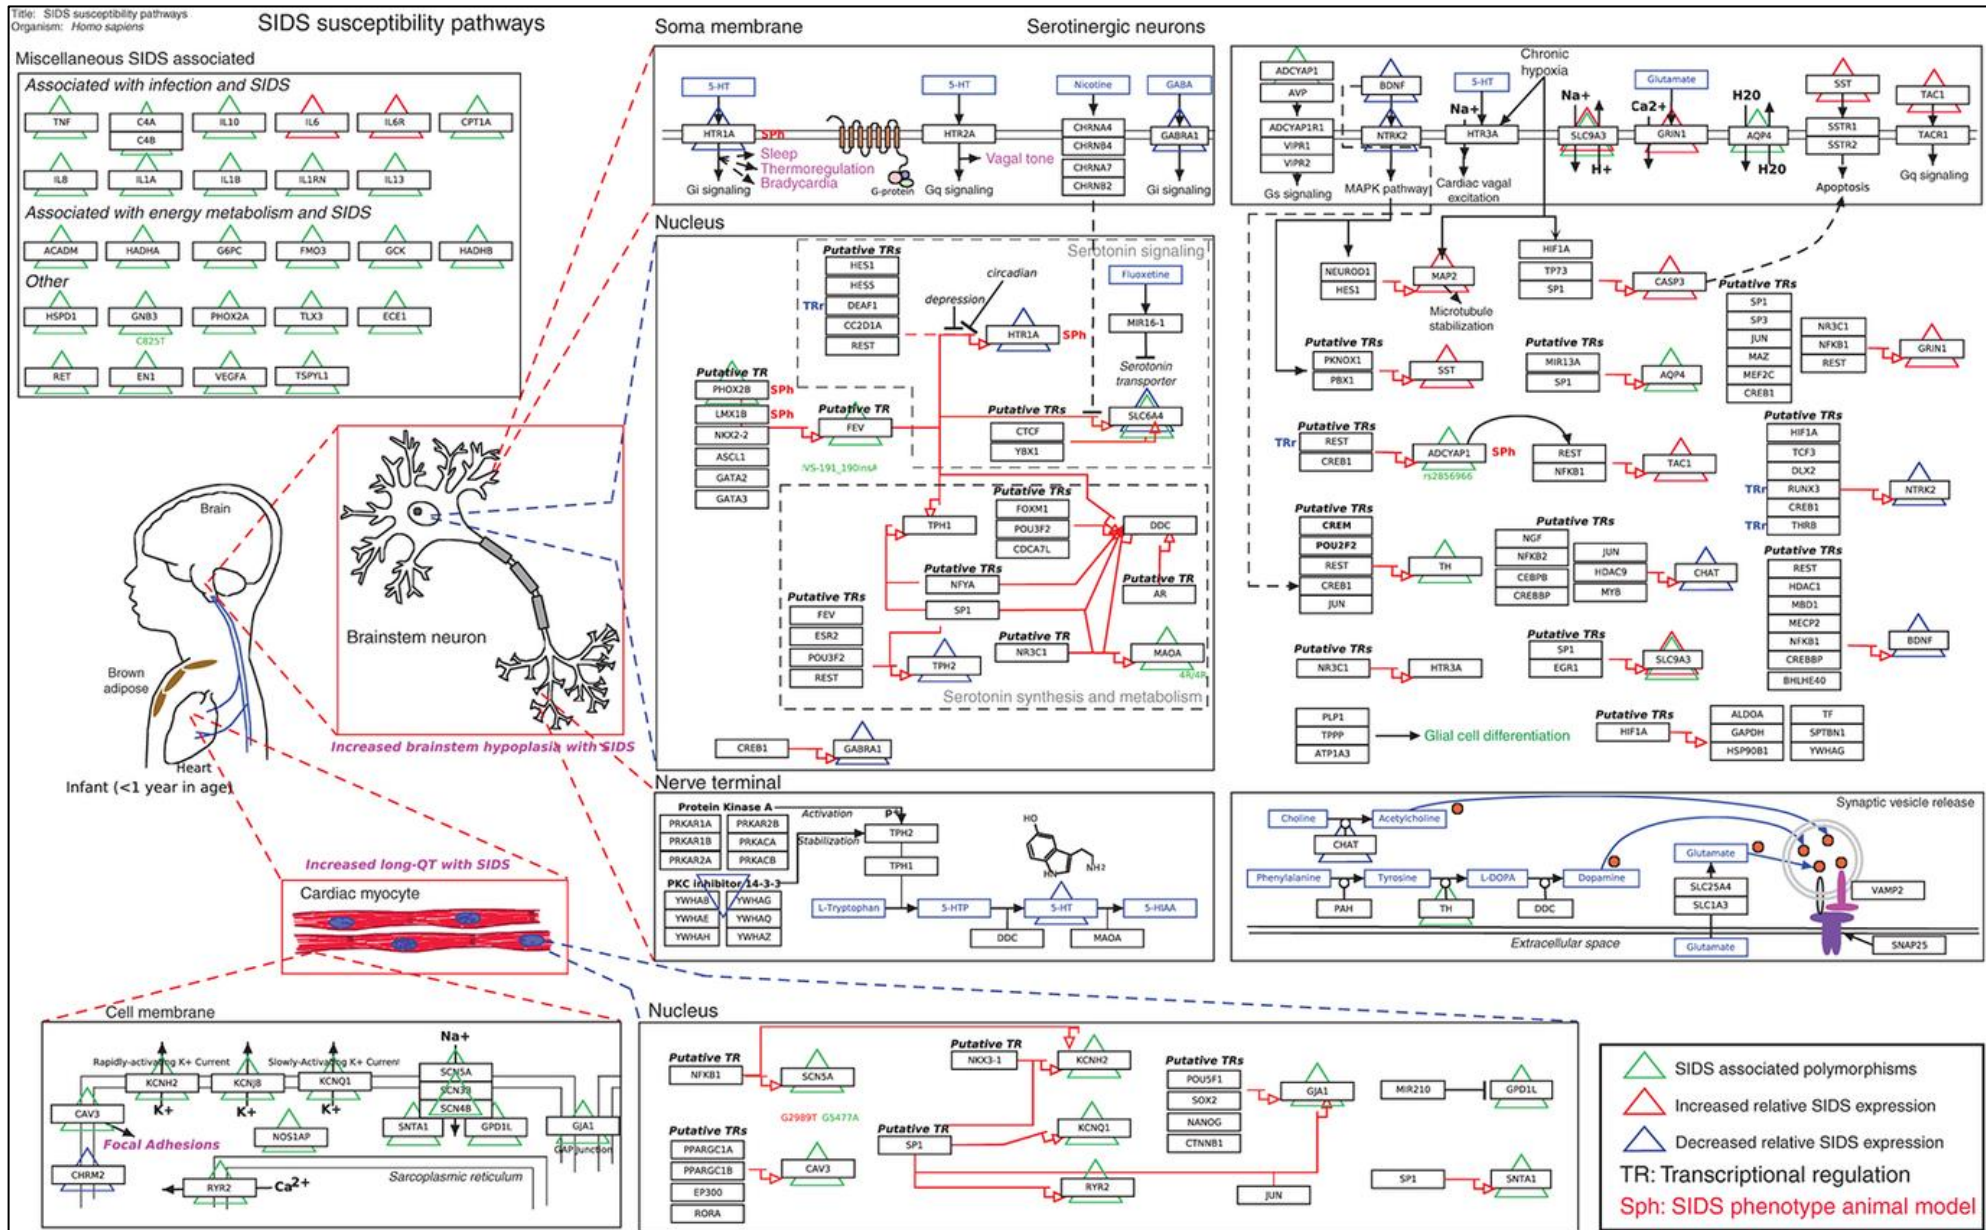 Title: SIDS susceptibility pathways
Organism: Homo sapiens
SIDS susceptibility pathways
Miscellaneous SIDS associated
Associated with infection and SIDS
TNF
C4A
C4B
IL10
IL6
IL6R
CPT1A
IL8
IL1A
IL1B
IL1RN
IL13
Associated with energy metabolism and SIDS
ACADM
HADHA
G6PC
FMO3
GCK
HADHB
Other
HSPD1
GNB3
C825T
PHOX2A
TLX3
ECE1
RET
EN1
VEGFA
TSPYL1
Brain
Brown
adipose
Heart
Infant (<1 year in age)
Brainstem neuron
Increased brainstem hypoplasia with SIDS
Increased long-QT with SIDS
Cardiac myocyte
Soma membrane
Serotinergic neurons
5-HT
HTR1A
SPh
Sleep
Thermoregulation
Bradycardia
Gi signaling
G-protein
5-HT
HTR2A
Vagal tone
Gq signaling
Nicotine
CHRNA4
CHRNB4
CHRNA7
CHRNB2
GABA
GABRA1
Gi signaling
ADCYAP1
AVP
ADCYAP1R1
VIPR1
VIPR2
Gs signaling
BDNF
NTRK2
MAPK pathway
5-HT
Na+
HTR3A
Cardiac vagal
excitation
Chronic
hypoxia
Na+
SLC9A3
H+
Glutamate
Ca2+
GRIN1
H20
AQP4
H20
SST
SSTR1
SSTR2
Apoptosis
TAC1
TACR1
Gq signaling
Nucleus
Serotonin signaling
Putative TRs
HES1
HES5
TRr
DEAF1
CC2D1A
REST
depression
circadian
HTR1A
SPh
Fluoxetine
MIR16-1
Serotonin
transporter
SLC6A4
Putative TR
PHOX2B
SPh
LMX1B
SPh
NKX2-2
ASCL1
GATA2
GATA3
Putative TR
FEV
IVS-191_190insA
Putative TRs
CTCF
YBX1
TPH1
Putative TRs
FOXM1
POU3F2
CDCA7L
DDC
Putative TRs
NFYA
SP1
Putative TR
AR
Putative TRs
FEV
ESR2
POU3F2
REST
TPH2
Putative TR
NR3C1
MAOA
4R/4R
Serotonin synthesis and metabolism
CREB1
GABRA1
NEUROD1
HES1
MAP2
Microtubule
stabilization
HIF1A
TP73
SP1
CASP3
Putative TRs
SP1
SP3
JUN
MAZ
MEF2C
CREB1
NR3C1
NFKB1
REST
GRIN1
Putative TRs
PKNOX1
PBX1
SST
Putative TRs
MIR13A
SP1
AQP4
Putative TRs
TRr
REST
CREB1
ADCYAP1
SPh
rs2856966
REST
NFKB1
TAC1
Putative TRs
HIF1A
TCF3
DLX2
TRr
RUNX3
CREB1
TRr
THRB
NTRK2
Putative TRs
CREM
POU2F2
REST
CREB1
JUN
TH
Putative TRs
NGF
NFKB2
CEBPB
CREBBP
JUN
HDAC9
MYB
CHAT
Putative TRs
REST
HDAC1
MBD1
MECP2
NFKB1
CREBBP
BHLHE40
BDNF
Putative TRs
NR3C1
HTR3A
Putative TRs
SP1
EGR1
SLC9A3
PLP1
TPPP
ATP1A3
Glial cell differentiation
Putative TRs
HIF1A
ALDOA
GAPDH
HSP90B1
TF
SPTBN1
YWHAG
Nerve terminal
Protein Kinase A
PRKAR1A
PRKAR2B
PRKAR1B
PRKACA
PRKAR2A
PRKACB
PKC inhibitor 14-3-3
YWHAB
YWHAG
YWHAE
YWHAQ
YWHAH
YWHAZ
Activation
Stabilization
P*
TPH2
TPH1
L-Tryptophan
5-HTP
5-HT
5-HIAA
DDC
MAOA
HO
HN
NH2
Synaptic vesicle release
Choline
Acetylcholine
CHAT
Phenylalanine
Tyrosine
L-DOPA
Dopamine
PAH
TH
DDC
Glutamate
SLC25A4
SLC1A3
Glutamate
VAMP2
SNAP25
Extracellular space
Cell membrane
Rapidly-activating K+ Current
Slowly-Activating K+ Current
KCNH2
K+
KCNJ8
K+
KCNQ1
K+
Na+
SCN5A
SCN3B
SCN4B
CAV3
Focal Adhesions
NOS1AP
SNTA1
GPD1L
GJA1
GAP junction
CHRM2
RYR2
Ca2+
Sarcoplasmic reticulum
Nucleus
Putative TR
NFKB1
SCN5A
G2989T G5477A
Putative TRs
PPARGC1A
PPARGC1B
EP300
RORA
CAV3
Putative TR
NKX3-1
KCNH2
Putative TR
SP1
KCNQ1
RYR2
Putative TRs
POU5F1
SOX2
NANOG
CTNNB1
GJA1
JUN
MIR210
GPD1L
SP1
SNTA1
SIDS associated polymorphisms
Increased relative SIDS expression
Decreased relative SIDS expression
TR: Transcriptional regulation
Sph: SIDS phenotype animal model